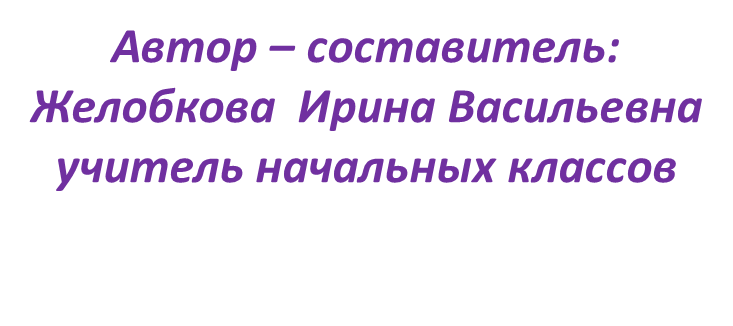 Автор – составитель:
Желобкова Ирина Васильевна
учитель начальных классов